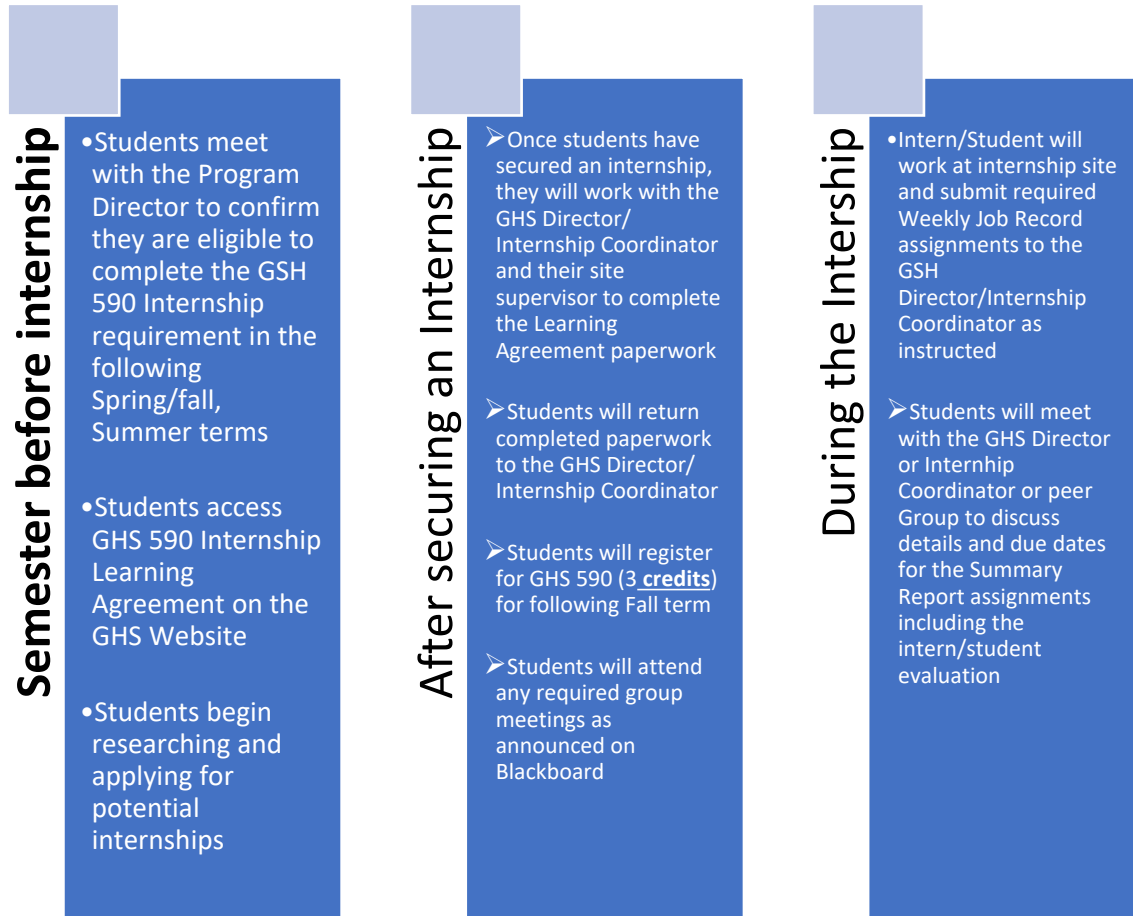 Semester before internship
•Students meet
with the Program
Director to confirm
they are eligible to
complete the GSH
590 Internship
requirement in the
following
Spring/fall,
Summer terms
•Students access
GHS 590 Internship
Learning
Agreement on the
GHS Website
•Students begin
researching and
applying for
potential
internships
After securing an Internship
➢Once students have
secured an internship,
they will work with the
GHS Director/
Internship Coordinator
and their site
supervisor to complete
the Learning
Agreement paperwork
➢Students will return
completed paperwork
to the GHS Director/
Internship Coordinator
➢Students will register
for GHS 590 (3 credits)
for following Fall term
➢Students will attend
any required group
meetings as
announced on
Blackboard
During the Intership
•Intern/Student will
work at internship site
and submit required
Weekly Job Record
assignments to the
GSH
Director/Internship
Coordinator as
instructed
➢Students will meet
with the GHS Director
or Internhip
Coordinator or peer
Group to discuss
details and due dates
for the Summary
Report assignments
including the
intern/student
evaluation